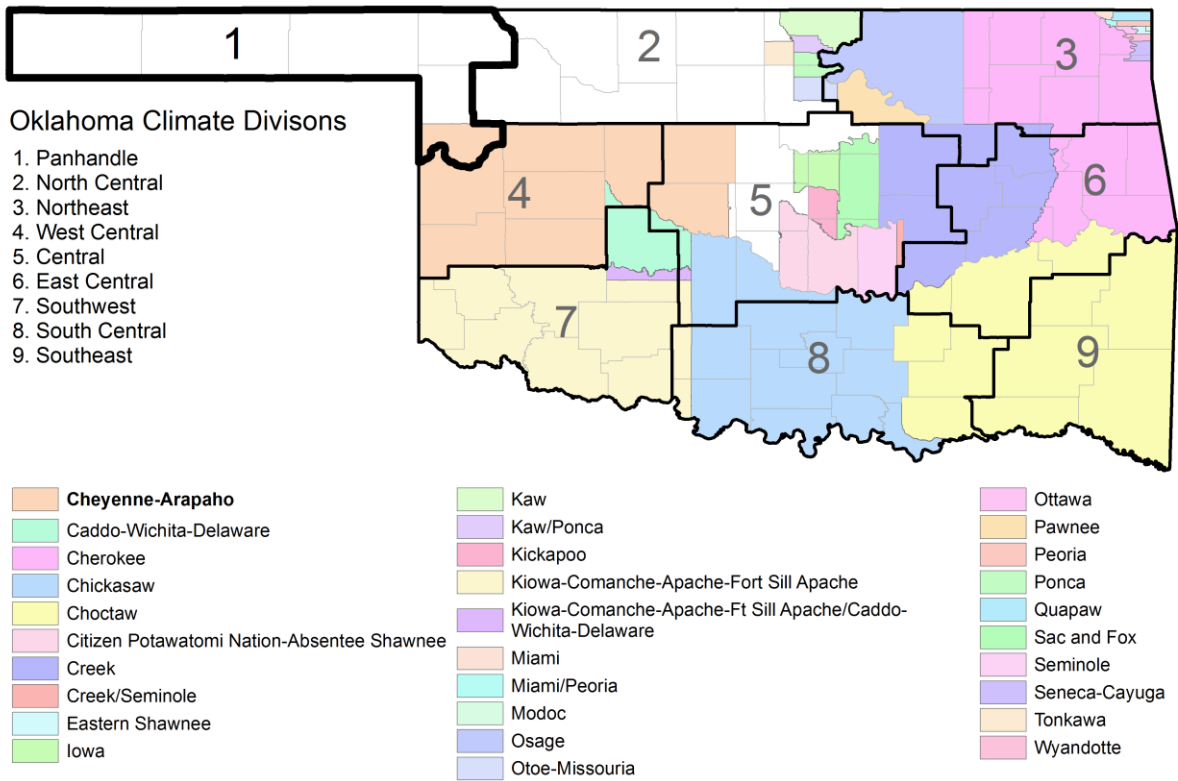 1
2
3
Oklahoma Climate Divisons
1. Panhandle
2. North Central
3. Northeast
4. West Central
5. Central
6. East Central
7. Southwest
8. South Central
9. Southeast
4
5
6
7
8
9
Cheyenne-Arapaho
Caddo-Wichita-Delaware
Cherokee
Chickasaw
Choctaw
Citizen Potawatomi Nation-Absentee Shawnee
Creek
Creek/Seminole
Eastern Shawnee
Iowa
Kaw
Kaw/Ponca
Kickapoo
Kiowa-Comanche-Apache-Fort Sill Apache
Kiowa-Comanche-Apache-Ft Sill Apache/Caddo-
Wichita-Delaware
Miami
Miami/Peoria
Modoc
Osage
Otoe-Missouria
Ottawa
Pawnee
Peoria
Ponca
Quapaw
Sac and Fox
Seminole
Seneca-Cayuga
Tonkawa
Wyandotte